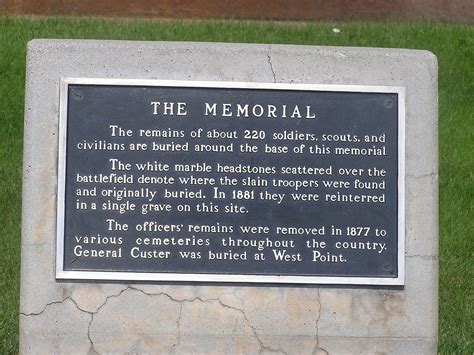 THE MEMORIAL
The remains of about 220 soldiers, scouts, and
civilians are buried around the base of this memorial.
The white marble headstones scattered over the
battlefield denote where the slain troopers were found
and originally buried. In 1881 they were reinterred
in a single grave on this site.
The officers' remains were removed in 1877 to
various cemeteries throughout the country.
General Custer was buried at West Point.